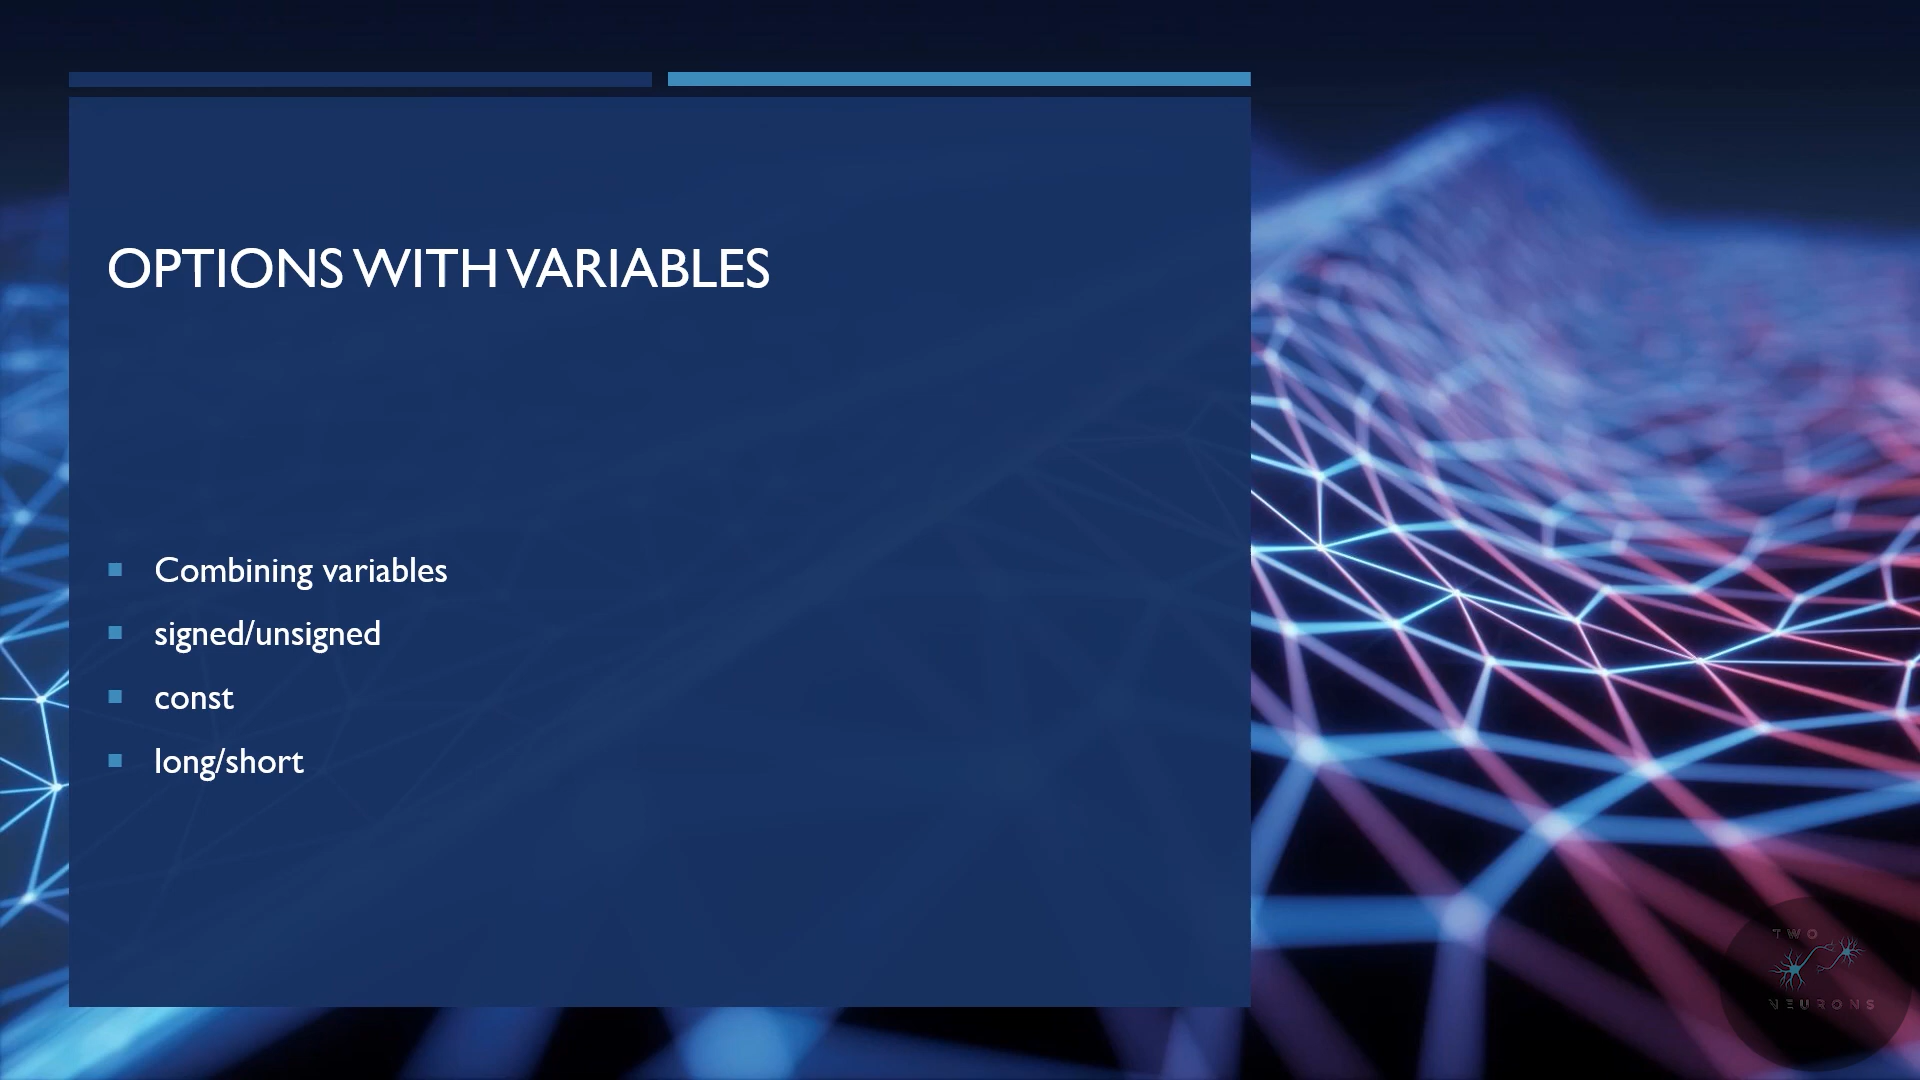 OPTIONS WITH VARIABLES
Combining variables
signed/unsigned
const
long/short
TWO
NEURONS